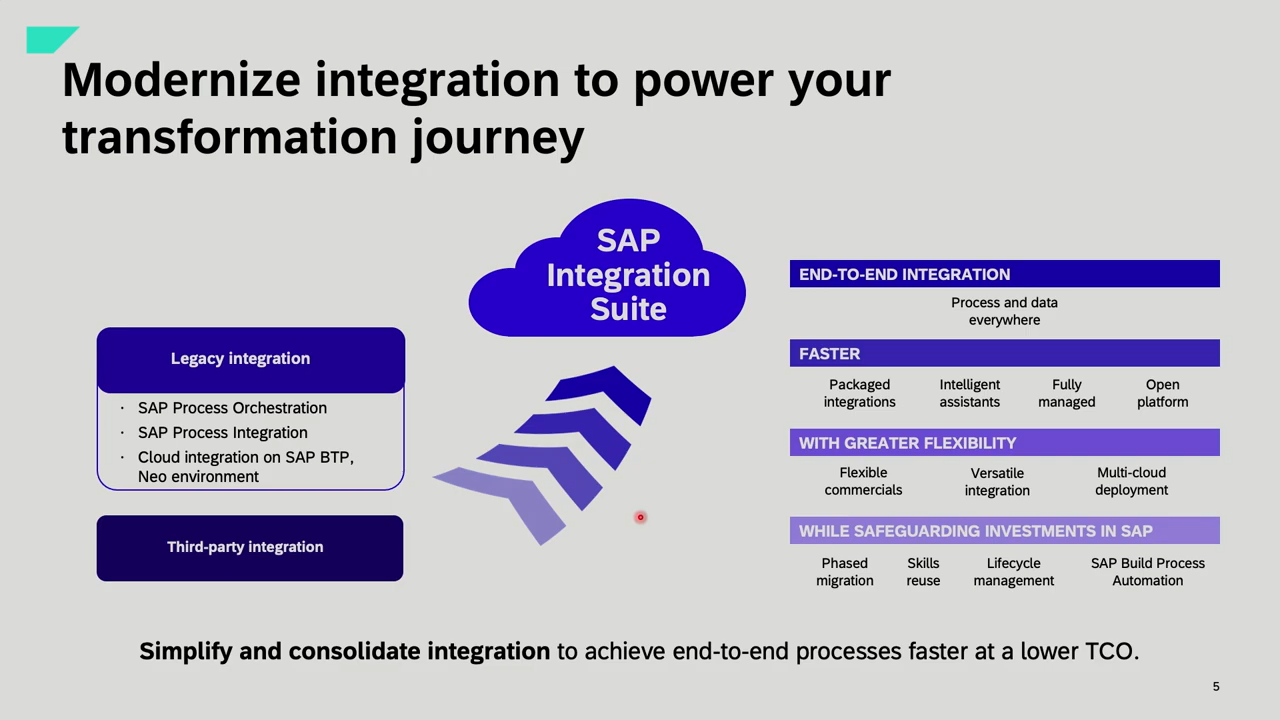 Modernize integration to power your
transformation journey
SAP
Integration
Suite
Legacy integration
· SAP Process Orchestration
· SAP Process Integration
· Cloud integration on SAP BTP,
Neo environment
Third-party integration
END-TO-END INTEGRATION
Process and data
everywhere
FASTER
Packaged
integrations
Intelligent
assistants
Fully
managed
Open
platform
WITH GREATER FLEXIBILITY
Flexible
commercials
Versatile
integration
Multi-cloud
deployment
WHILE SAFEGUARDING INVESTMENTS IN SAP
Phased
migration
Skills
reuse
Lifecycle
management
SAP Build Process
Automation
Simplify and consolidate integration to achieve end-to-end processes faster at a lower TCO.
5